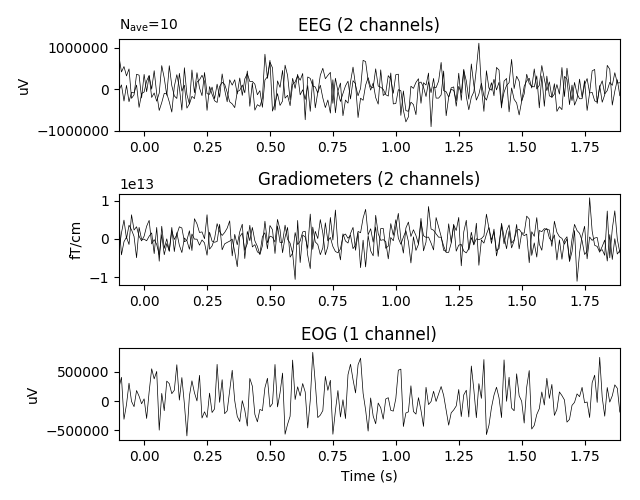 N_ave=10
EEG (2 channels)
uV
1000000
0
−1000000
0.00 0.25 0.50 0.75 1.00 1.25 1.50 1.75
1e13
Gradiometers (2 channels)
fT/cm
1
0
−1
0.00 0.25 0.50 0.75 1.00 1.25 1.50 1.75
EOG (1 channel)
uV
500000
0
−500000
0.00 0.25 0.50 0.75 1.00 1.25 1.50 1.75
Time (s)